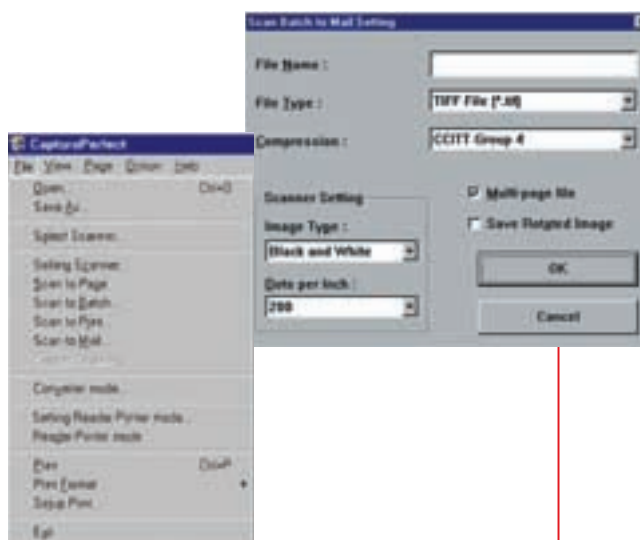 Scan Batch to Mail Setting
File Name :
File Type : TIFF File (*.tif)
Compression : CCITT Group 4
Scanner Setting
Image Type :
Black and White
Dots per Inch :
200
Multi-page file
Save Rotated Image
OK
Cancel
CapturePerfect
File View Page Option Help
Open... Ctrl+O
Save As...
Select Scanner...
Setting Scanner...
Scan to Page
Scan to Batch...
Scan to Print
Scan to Mail...
Converter mode...
Setting Reader Printer mode...
Reader Printer mode
Print Ctrl+P
Print Format
Setup Print
Exit